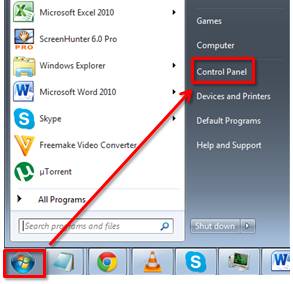 Microsoft Excel 2010
ScreenHunter 6.0 Pro
PRO
Windows Explorer
Microsoft Word 2010
Skype
Freemake Video Converter
µTorrent
All Programs
Search programs and files
Games
Computer
Control Panel
Devices and Printers
Default Programs
Help and Support
Shut down